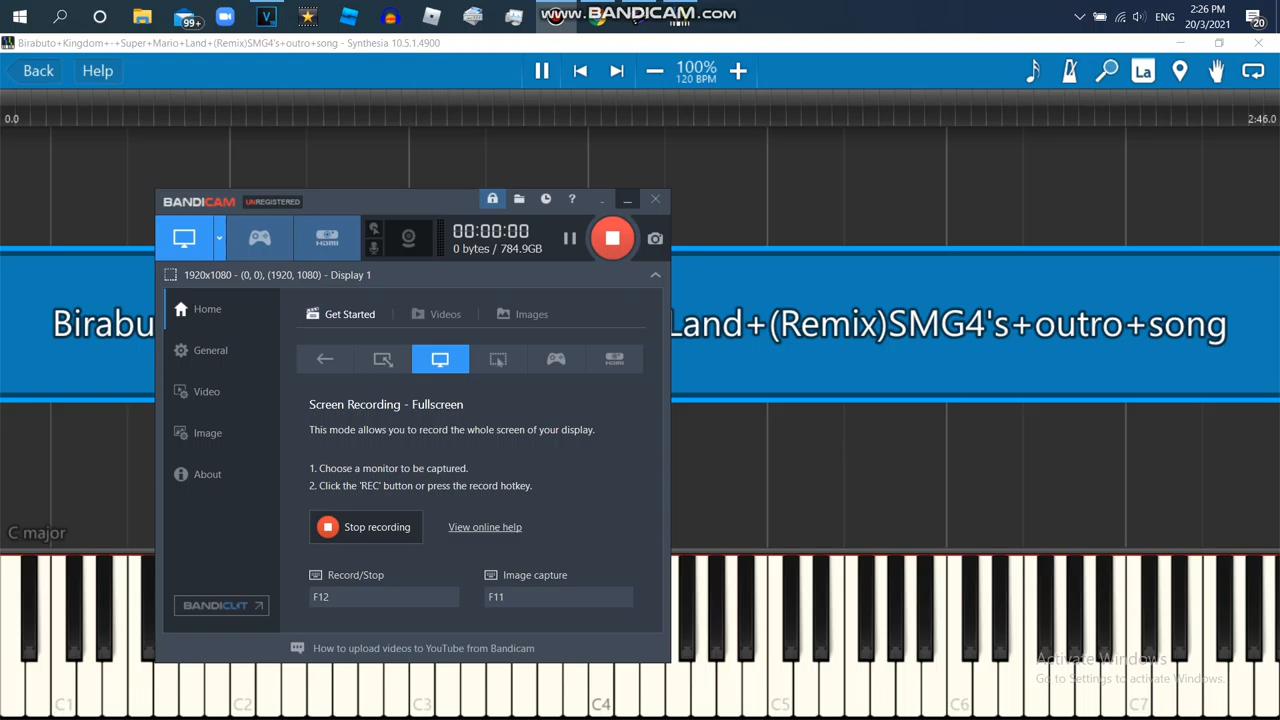 99+
www.BANDICAM.com
ENG
2:26 PM
20/3/2021
20
Birabuto+Kingdom+-+Super+Mario+Land+(Remix)SMG4's+outro+song - Synthesia 10.5.1.4900
Back
Help
100%
120 BPM
La
0.0
2:46.0
BANDICAM
UNREGISTERED
00:00:00
0 bytes / 784.9GB
1920x1080 - (0, 0), (1920, 1080) - Display 1
Home
General
Video
Image
About
Get Started
Videos
Images
Birabu
Land+(Remix)SMG4's+outro+song
Screen Recording - Fullscreen
This mode allows you to record the whole screen of your display.
1. Choose a monitor to be captured.
2. Click the 'REC' button or press the record hotkey.
Stop recording
View online help
Record/Stop
Image capture
F12
F11
BANDICUT
How to upload videos to YouTube from Bandicam
C major
Activate Windows
Go to Settings to activate Windows.
C1
C2
C3
C4
C5
C6
C7